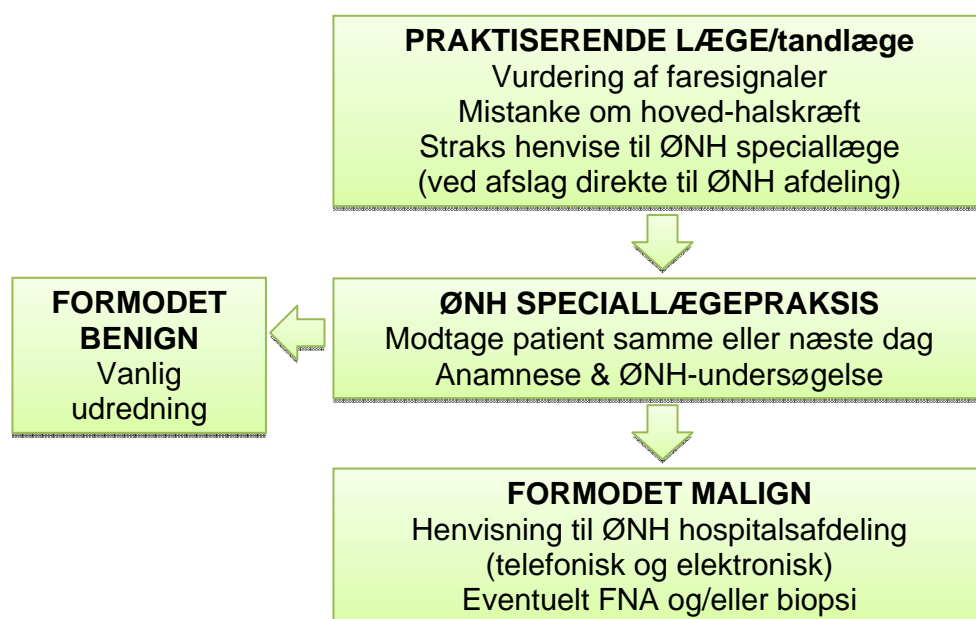 PRAKTISERENDE LÆGE/tandlæge
Vurdering af faresignaler
Mistanke om hoved-halskræft
Straks henvise til ØNH speciallæge
(ved afslag direkte til ØNH afdeling)
FORMODET
BENIGN
Vanlig
udredning
ØNH SPECIALLÆGEPRAKSIS
Modtage patient samme eller næste dag
Anamnese & ØNH-undersøgelse
FORMODET MALIGN
Henvisning til ØNH hospitalsafdeling
(telefonisk og elektronisk)
Eventuelt FNA og/eller biopsi